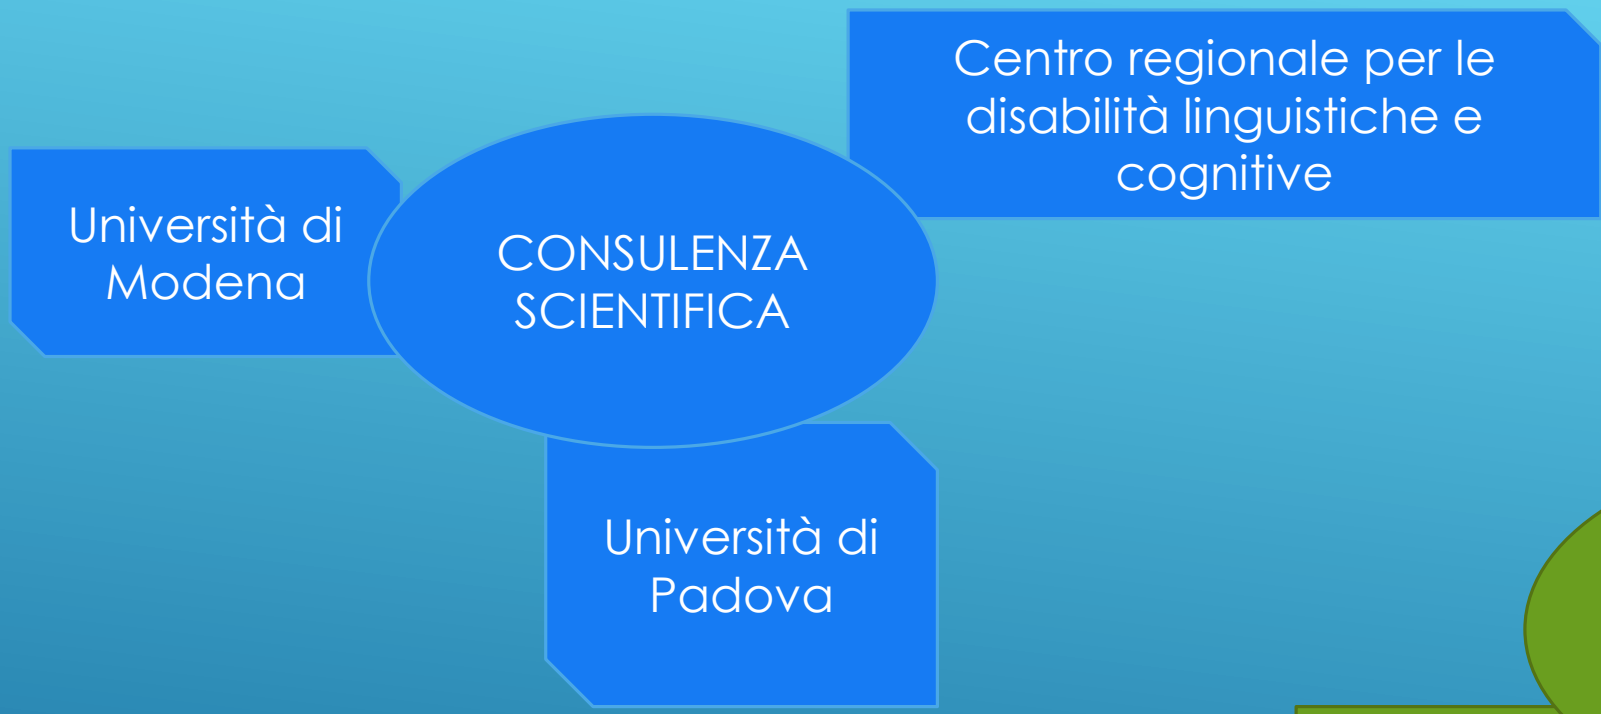 Centro regionale per le
disabilità linguistiche e
cognitive
Università di
Modena
CONSULENZA
SCIENTIFICA
Università di
Padova